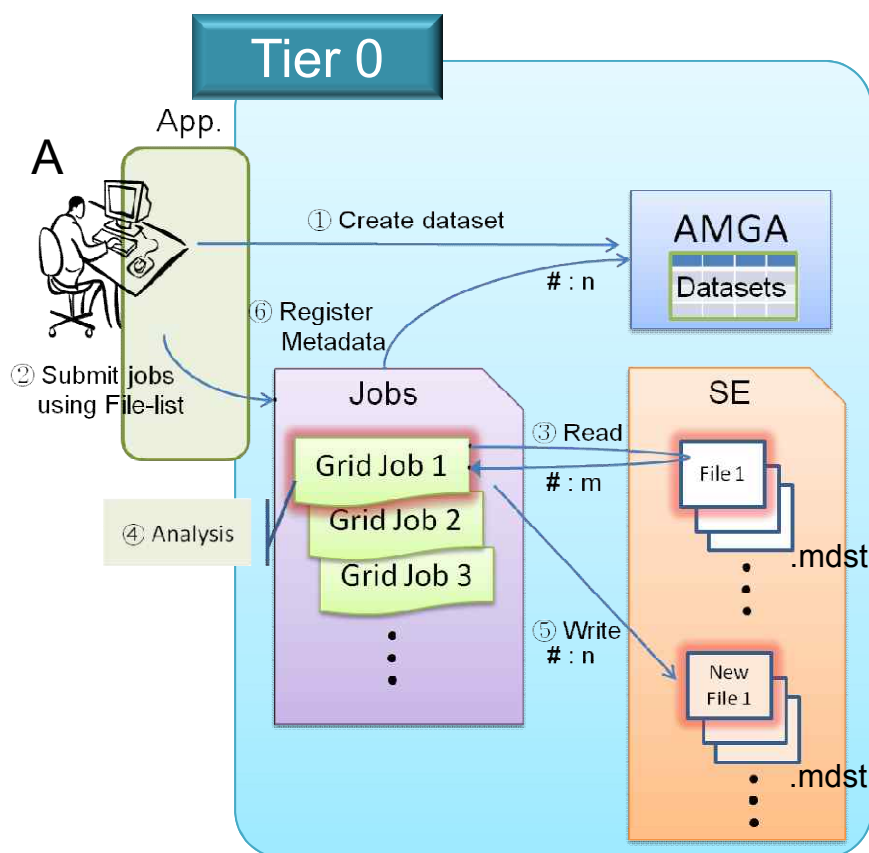 Tier 0
App.
A
① Create dataset
AMGA
Datasets
# : n
⑥ Register
Metadata
② Submit jobs
using File-list
Jobs
SE
③ Read
# : m
Grid Job 1
Grid Job 2
Grid Job 3
File 1
.mdst
④ Analysis
⑤ Write
# : n
New
File 1
.mdst